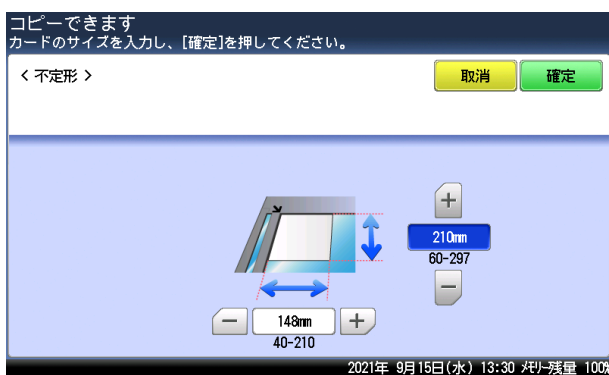 コピーできます
カードのサイズを入力し、[確定]を押してください。
< 不定形 >
取消
確定
+
210mm
60-297
−
− 148mm +
40-210
2021年 9月15日(水) 13:30 ﾒﾓﾘｰ残量 100%